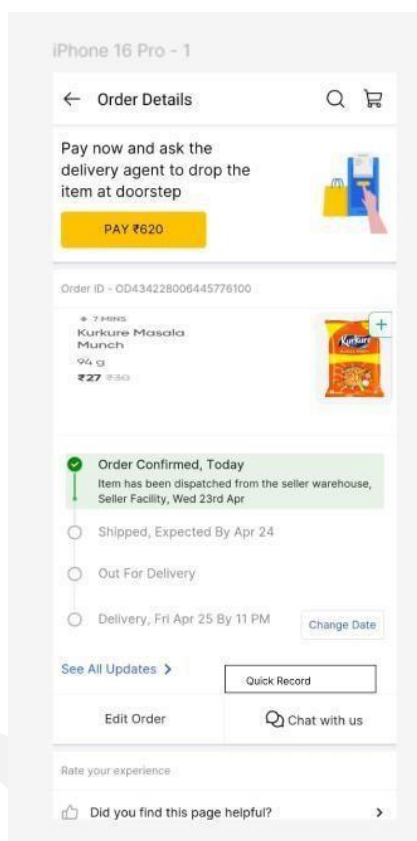 iPhone 16 Pro - 1
Order Details
Pay now and ask the
delivery agent to drop the
item at doorstep
PAY ₹620
Order ID - OD434228006445776100
7 MINS
Kurkure Masala
Munch
94 g
₹27 ₹30
Kurkure
Order Confirmed, Today
Item has been dispatched from the seller warehouse,
Seller Facility, Wed 23rd Apr
Shipped, Expected By Apr 24
Out For Delivery
Delivery, Fri Apr 25 By 11 PM
Change Date
See All Updates
Quick Record
Edit Order
Chat with us
Rate your experience
Did you find this page helpful?